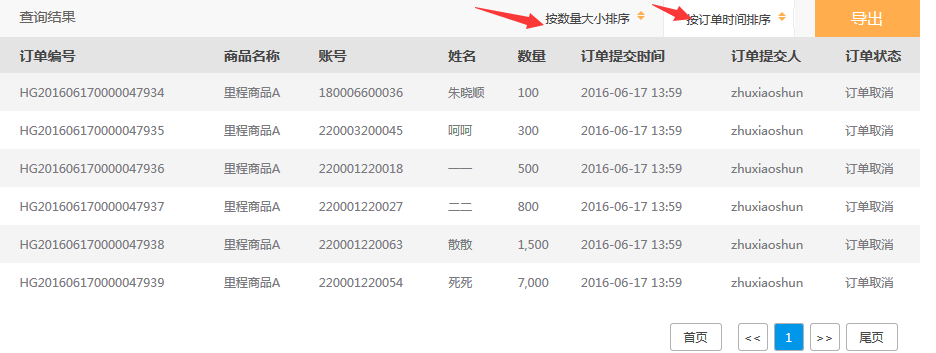 查询结果 按数量大小排序 按订单时间排序 导出
订单编号 商品名称 账号 姓名 数量 订单提交时间 订单提交人 订单状态
HG201606170000047934 里程商品A 180006600036 朱晓顺 100 2016-06-17 13:59 zhuxiaoshun 订单取消
HG201606170000047935 里程商品A 220003200045 呵呵 300 2016-06-17 13:59 zhuxiaoshun 订单取消
HG201606170000047936 里程商品A 220001220018 一一 500 2016-06-17 13:59 zhuxiaoshun 订单取消
HG201606170000047937 里程商品A 220001220027 二二 800 2016-06-17 13:59 zhuxiaoshun 订单取消
HG201606170000047938 里程商品A 220001220063 散散 1,500 2016-06-17 13:59 zhuxiaoshun 订单取消
HG201606170000047939 里程商品A 220001220054 死死 7,000 2016-06-17 13:59 zhuxiaoshun 订单取消
首页 << 1 >> 尾页